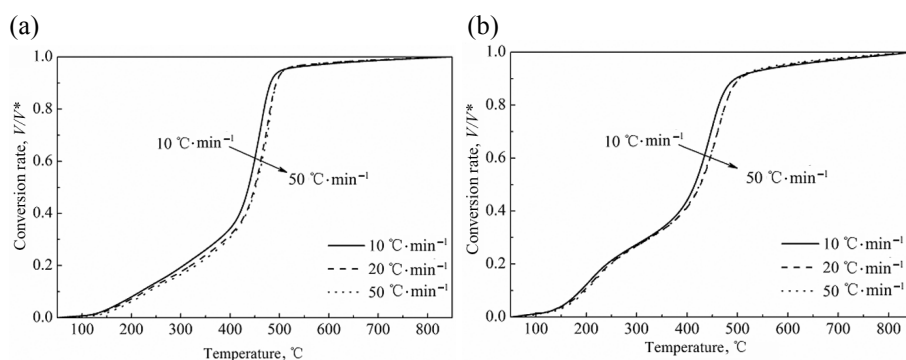 (a)
1.0
0.8
0.6
0.4
0.2
0.0
Conversion rate, V/V*
10 ℃·min⁻¹
50 ℃·min⁻¹
10 ℃·min⁻¹
20 ℃·min⁻¹
50 ℃·min⁻¹
100 200 300 400 500 600 700 800
Temperature, ℃
(b)
1.0
0.8
0.6
0.4
0.2
0.0
Conversion rate, V/V*
10 ℃·min⁻¹
50 ℃·min⁻¹
10 ℃·min⁻¹
20 ℃·min⁻¹
50 ℃·min⁻¹
100 200 300 400 500 600 700 800
Temperature, ℃